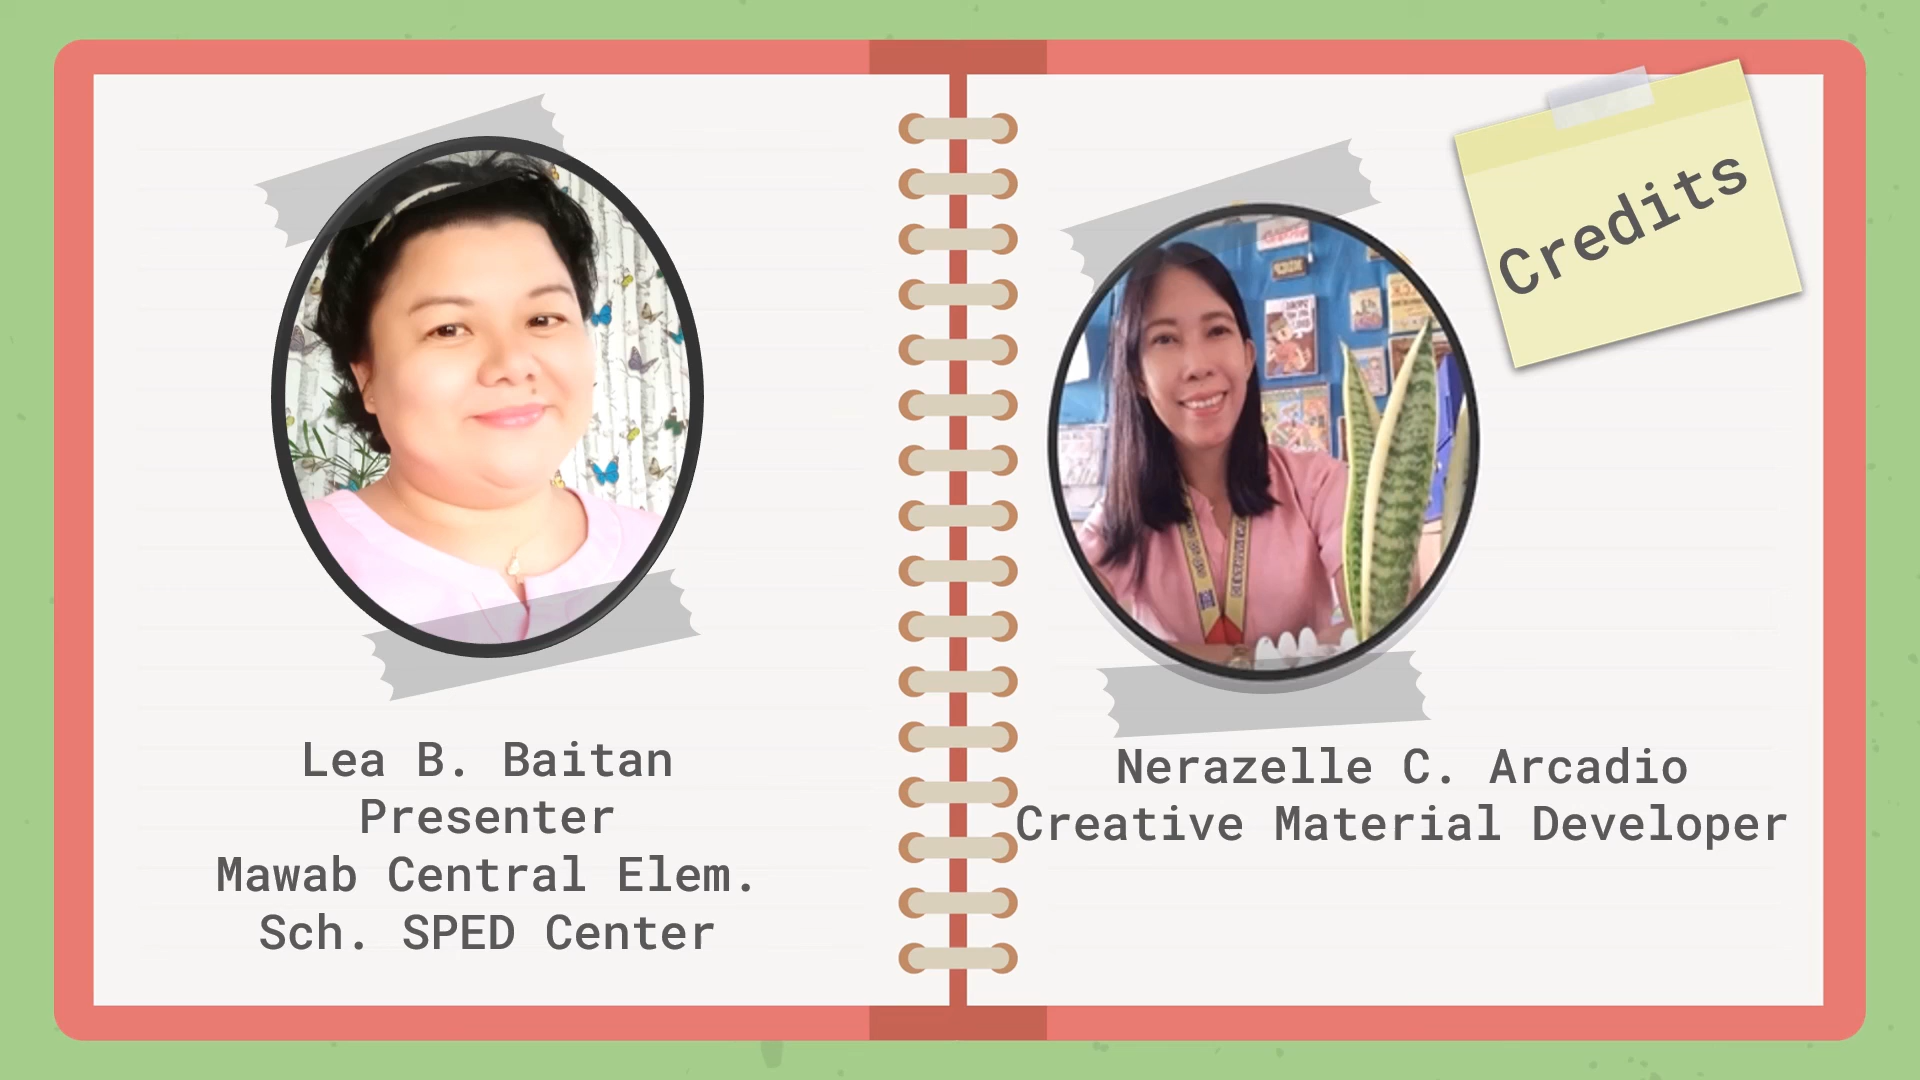 Credits
Lea B. Baitan
Presenter
Mawab Central Elem.
Sch. SPED Center
Nerazelle C. Arcadio
Creative Material Developer